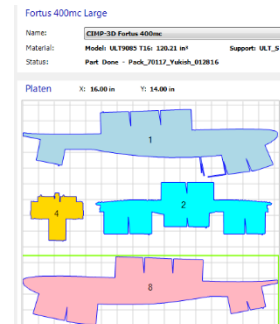 Fortus 400mc Large
Name: CIMP-3D Fortus 400mc
Material: Model: ULT9085 T16: 120.21 in³ Support: ULT_S
Status: Part Done - Pack_70117_Yukish_012816
Platen X: 16.00 in Y: 14.00 in
1
4
2
8